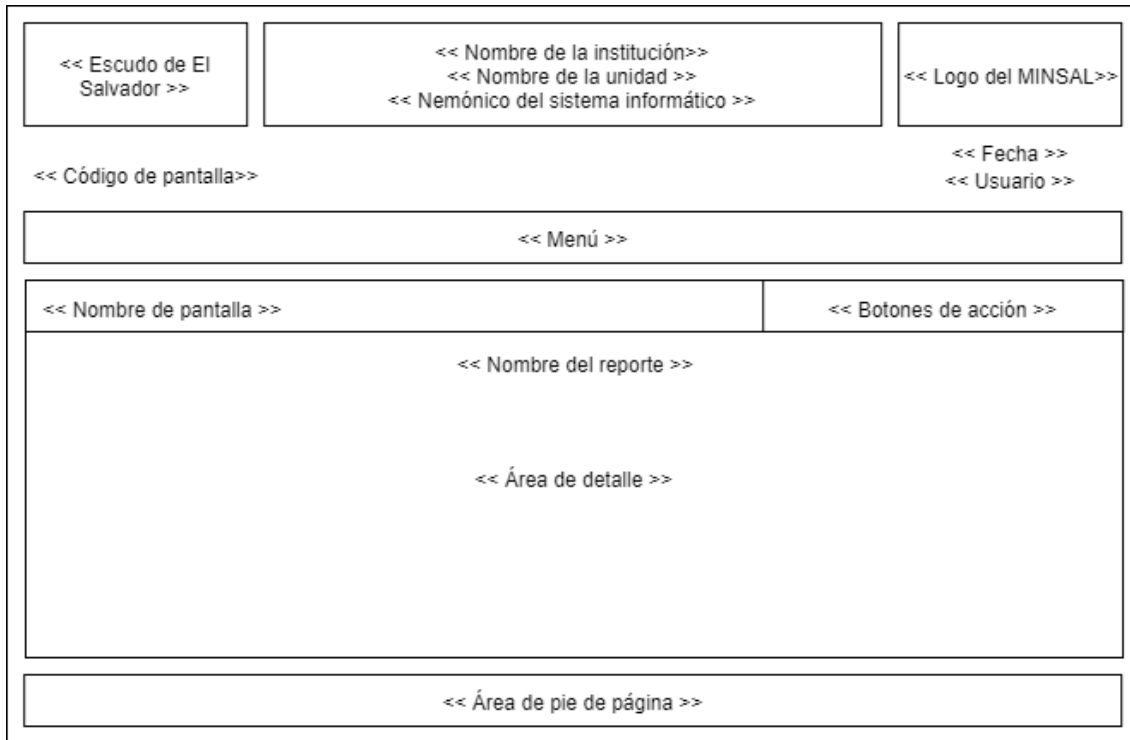 << Escudo de El
Salvador >>
<< Nombre de la institución>>
<< Nombre de la unidad >>
<< Nemónico del sistema informático >>
<< Logo del MINSAL>>
<< Código de pantalla>>
<< Fecha >>
<< Usuario >>
<< Menú >>
<< Nombre de pantalla >>
<< Botones de acción >>
<< Nombre del reporte >>
<< Área de detalle >>
<< Área de pie de página >>